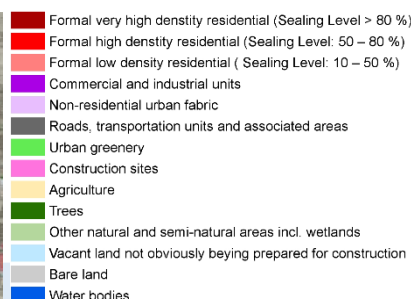 Formal very high denstity residential (Sealing Level > 80 %)
Formal high density residential (Sealing Level: 50 – 80 %)
Formal low density residential ( Sealing Level: 10 – 50 %)
Commercial and industrial units
Non-residential urban fabric
Roads, transportation units and associated areas
Urban greenery
Construction sites
Agriculture
Trees
Other natural and semi-natural areas incl. wetlands
Vacant land not obviously beying prepared for construction
Bare land
Water bodies